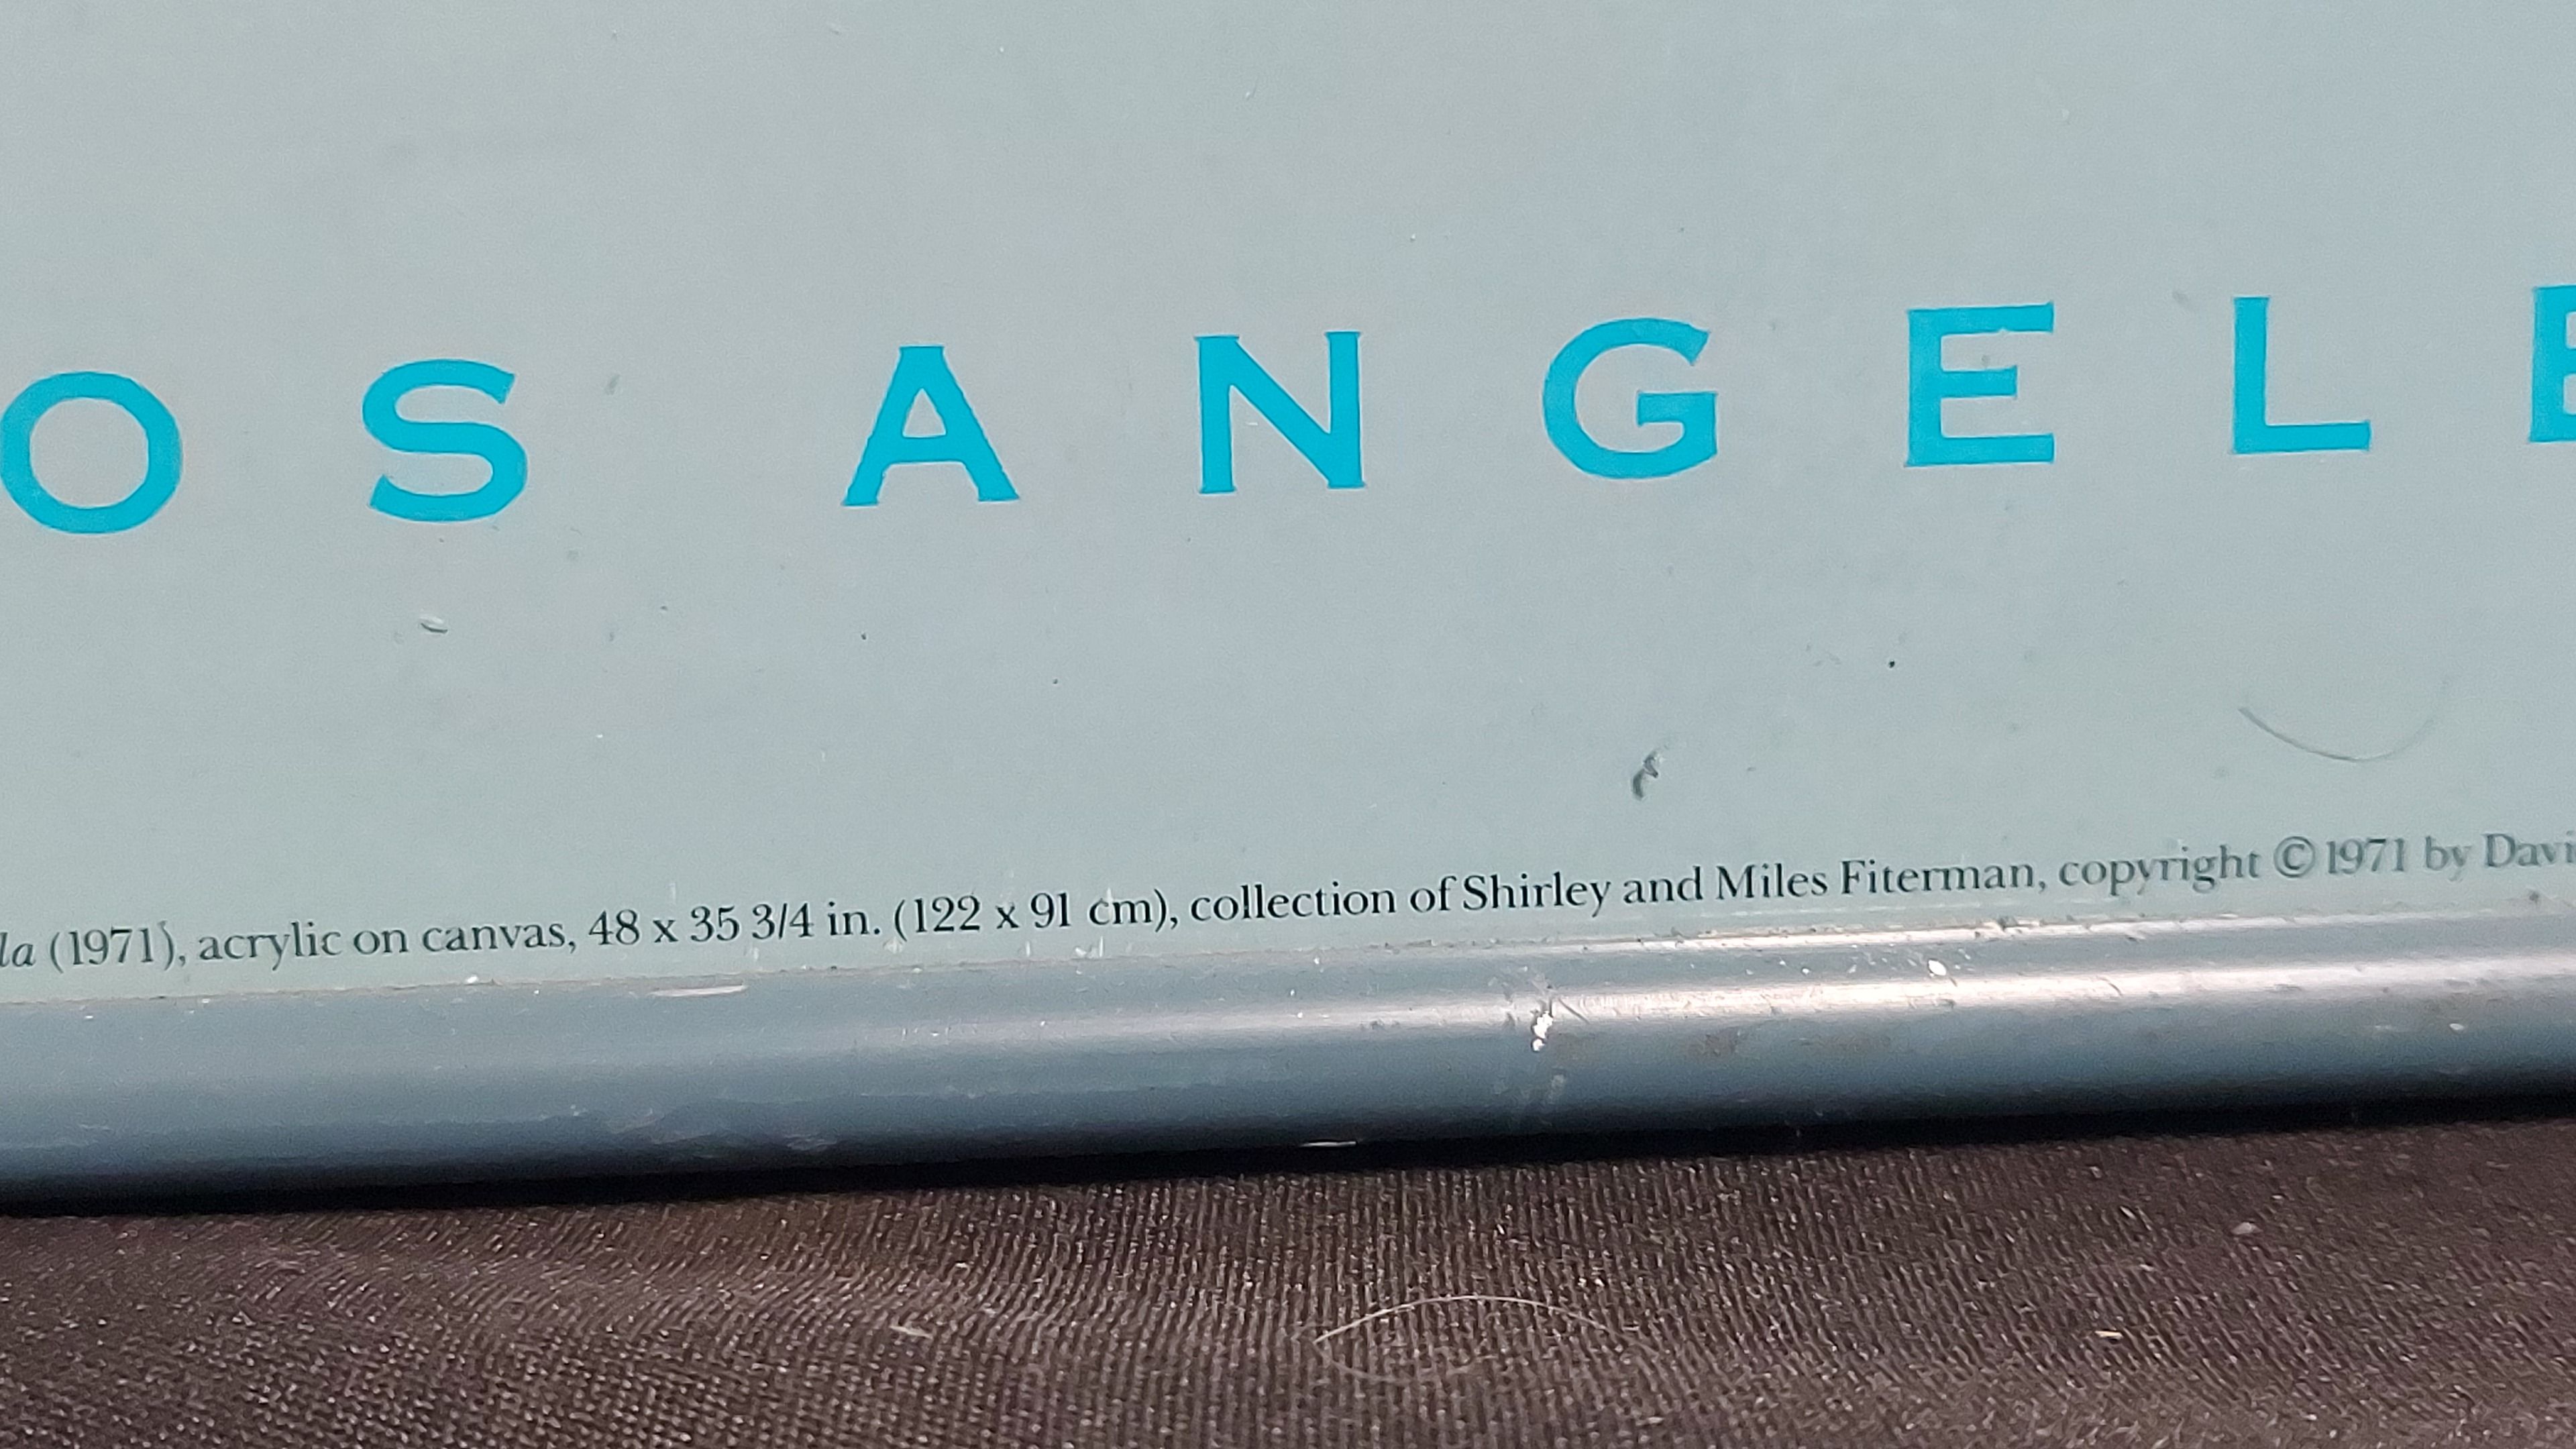 OS ANGELE
la (1971), acrylic on canvas, 48 x 35 3/4 in. (122 x 91 cm), collection of Shirley and Miles Fiterman, copyright © 1971 by Davi